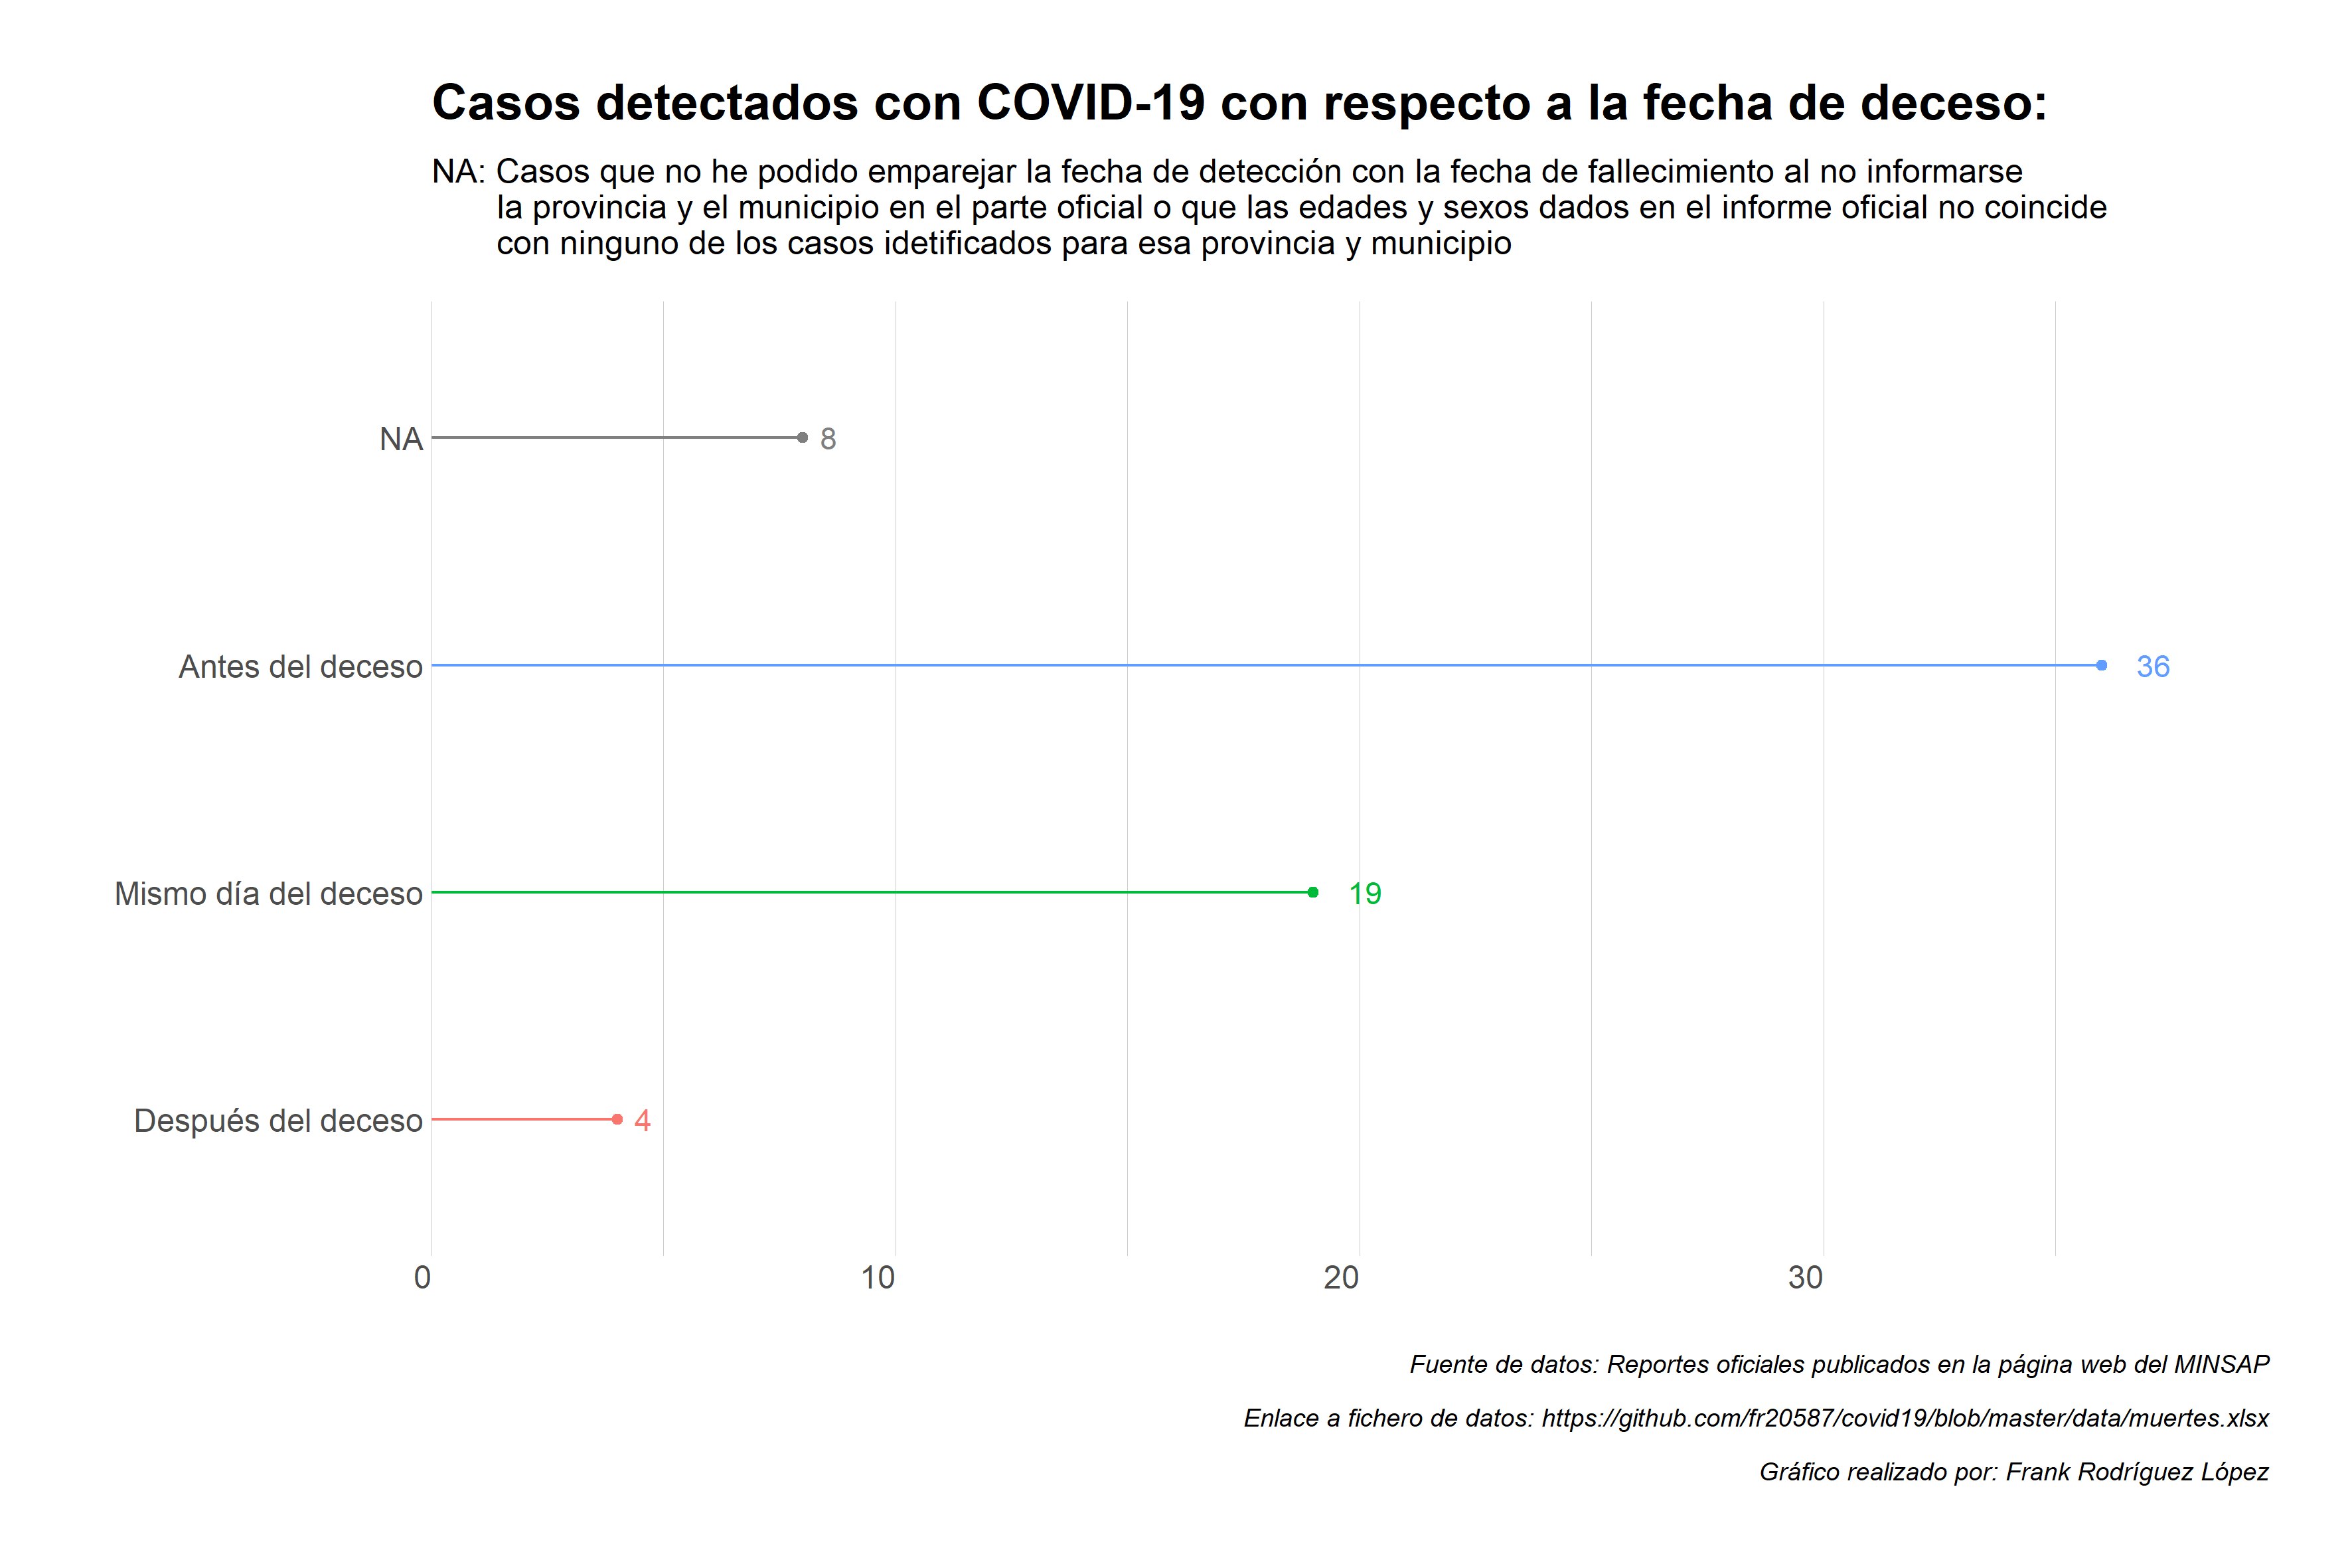 Casos detectados con COVID-19 con respecto a la fecha de deceso:
NA: Casos que no he podido emparejar la fecha de detección con la fecha de fallecimiento al no informarse
la provincia y el municipio en el parte oficial o que las edades y sexos dados en el informe oficial no coincide
con ninguno de los casos idetificados para esa provincia y municipio
NA 8
Antes del deceso 36
Mismo día del deceso 19
Después del deceso 4
0 10 20 30
Fuente de datos: Reportes oficiales publicados en la página web del MINSAP
Enlace a fichero de datos: https://github.com/fr20587/covid19/blob/master/data/muertes.xlsx
Gráfico realizado por: Frank Rodríguez López